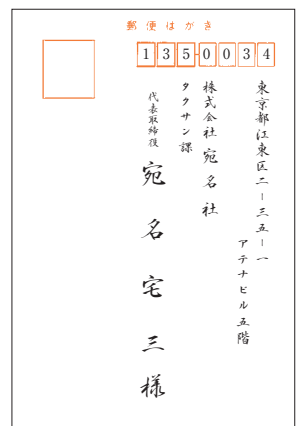 郵便はがき
135-0034
東京都江東区二ー三五ー一
アテナビル五階
株式会社宛名社
タクサン課
代表取締役
宛名宅三様